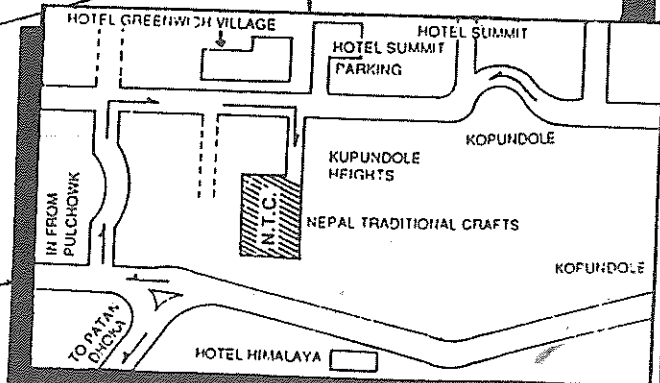 HOTEL GREENWICH VILLAGE
HOTEL SUMMIT
HOTEL SUMMIT
PARKING
KOPUNDOLE
KUPUNDOLE
HEIGHTS
IN FROM
PULCHOWK
N.T.C.
NEPAL TRADITIONAL CRAFTS
KOPUNDOLE
TO PATAN
DHOKA
HOTEL HIMALAYA